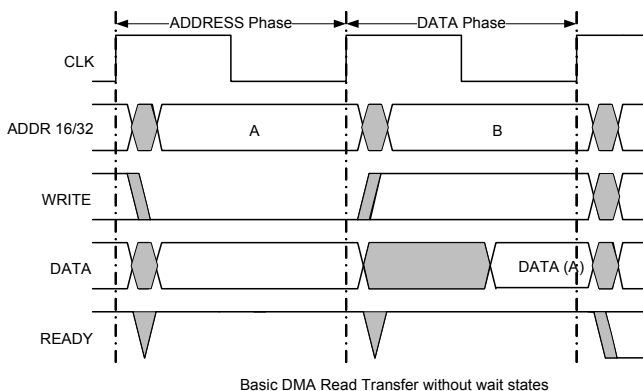 ADDRESS Phase DATA Phase
CLK
ADDR 16/32 A B
WRITE
DATA DATA (A)
READY
Basic DMA Read Transfer without wait states